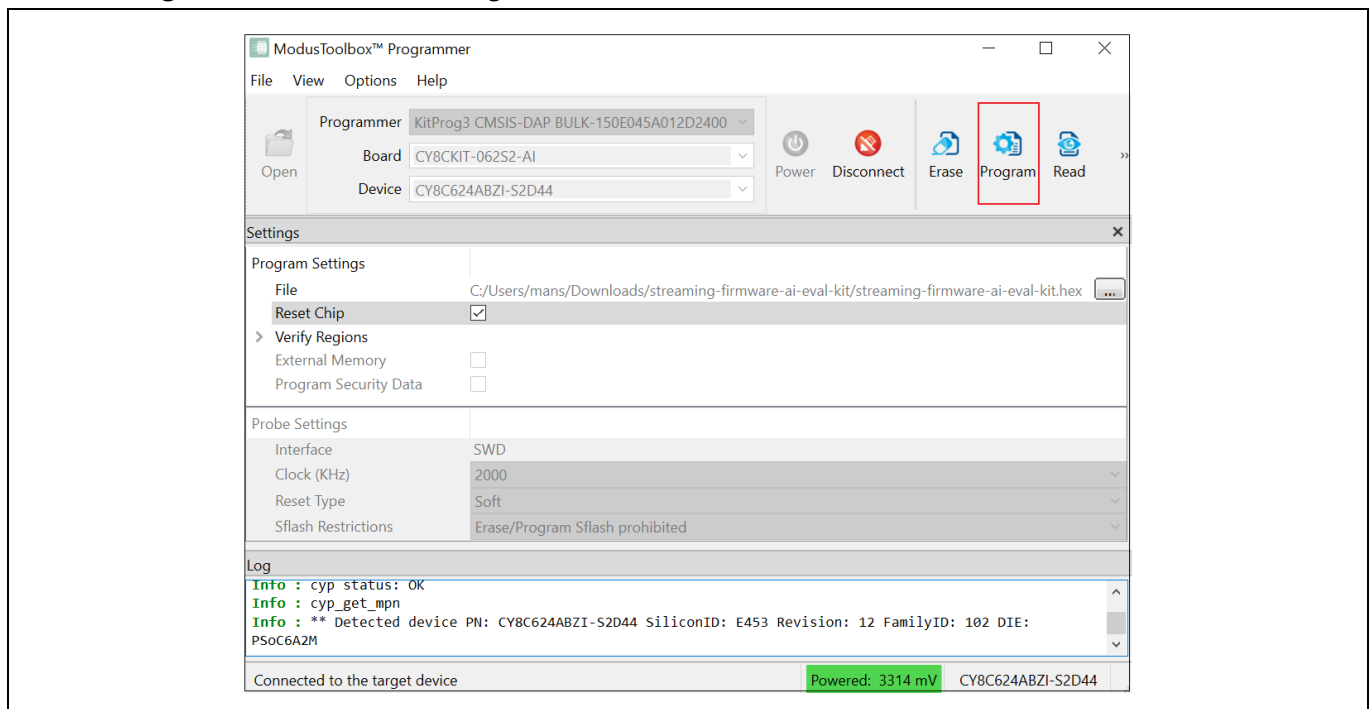 ModusToolbox™ Programmer
File View Options Help
Open
Programmer KitProg3 CMSIS-DAP BULK-150E045A012D2400
Board CY8CKIT-062S2-AI
Device CY8C624ABZI-S2D44
Power Disconnect Erase Program Read »
Settings
Program Settings
File C:/Users/mans/Downloads/streaming-firmware-ai-eval-kit/streaming-firmware-ai-eval-kit.hex ...
Reset Chip
Verify Regions
External Memory
Program Security Data
Probe Settings
Interface SWD
Clock (KHz) 2000
Reset Type Soft
Sflash Restrictions Erase/Program Sflash prohibited
Log
Info : cyp status: OK
Info : cyp_get_mpn
Info : ** Detected device PN: CY8C624ABZI-S2D44 SiliconID: E453 Revision: 12 FamilyID: 102 DIE:
PSoC6A2M
Connected to the target device Powered: 3314 mV CY8C624ABZI-S2D44